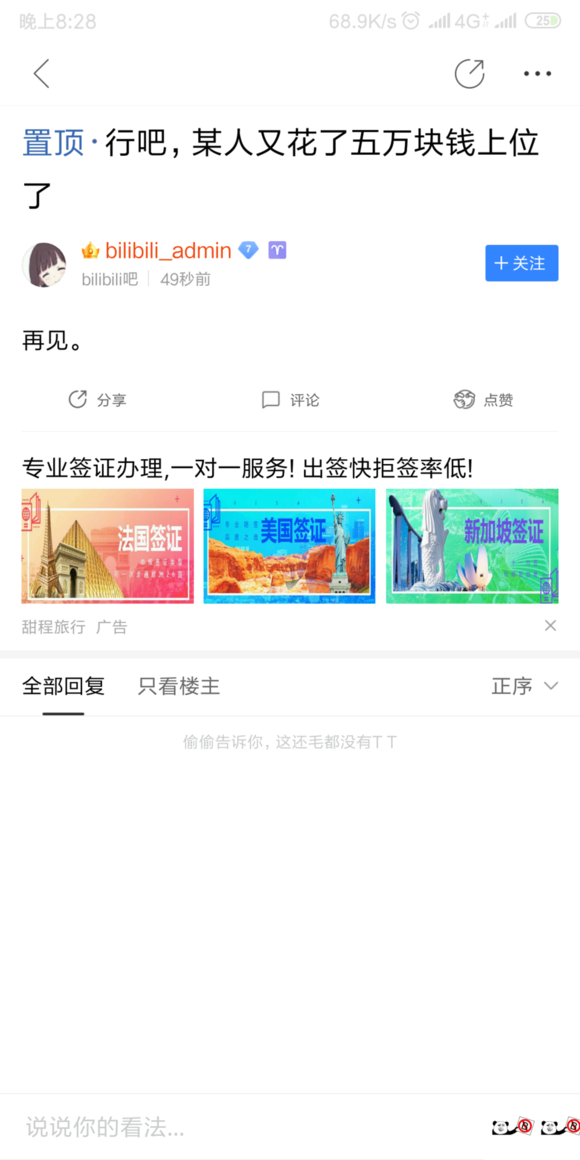 晚上8:28
68.9K/s 4G+ 25
置顶·行吧，某人又花了五万块钱上位
了
bilibili_admin 7
bilibili吧 49秒前
+关注
再见。
分享 评论 点赞
专业签证办理,一对一服务! 出签快拒签率低!
法国签证 美国签证 新加坡签证
甜程旅行 广告
全部回复 只看楼主 正序
偷偷告诉你，这还毛都没有T T
说说你的看法...